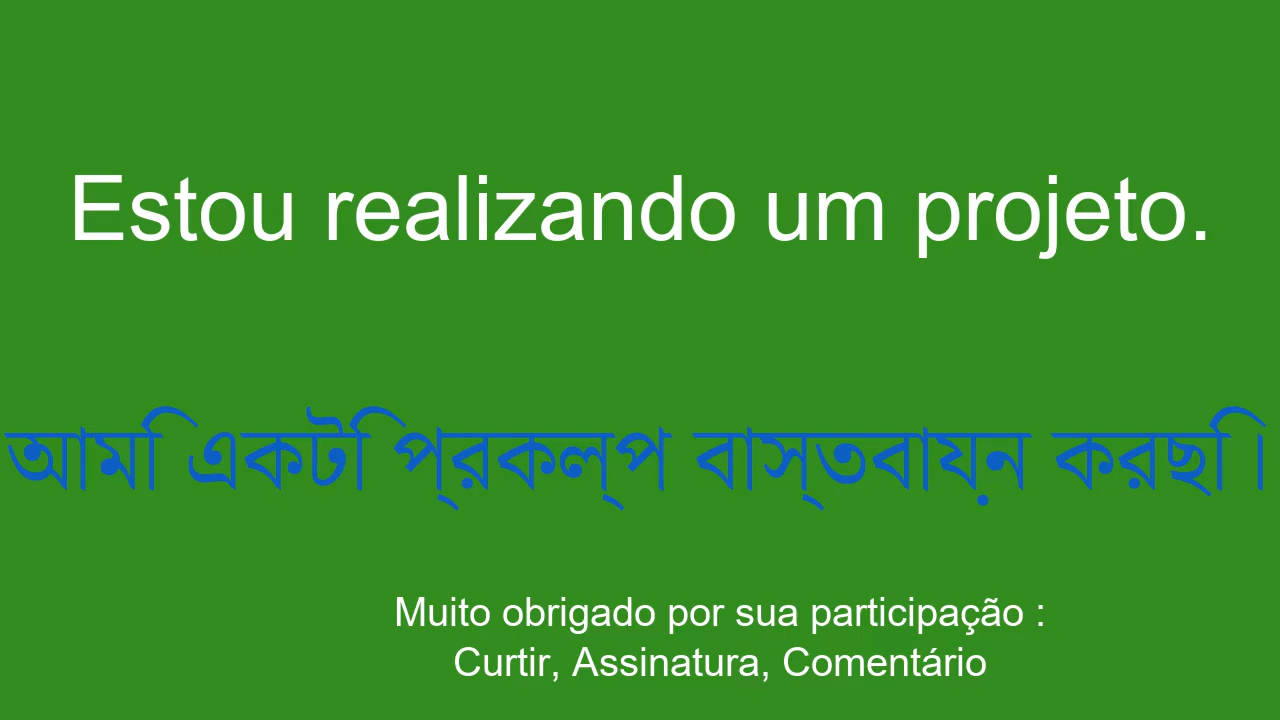 Estou realizando um projeto.
আমি একটি প্রকল্প বাস্তবায়ন করছি।
Muito obrigado por sua participação :
Curtir, Assinatura, Comentário